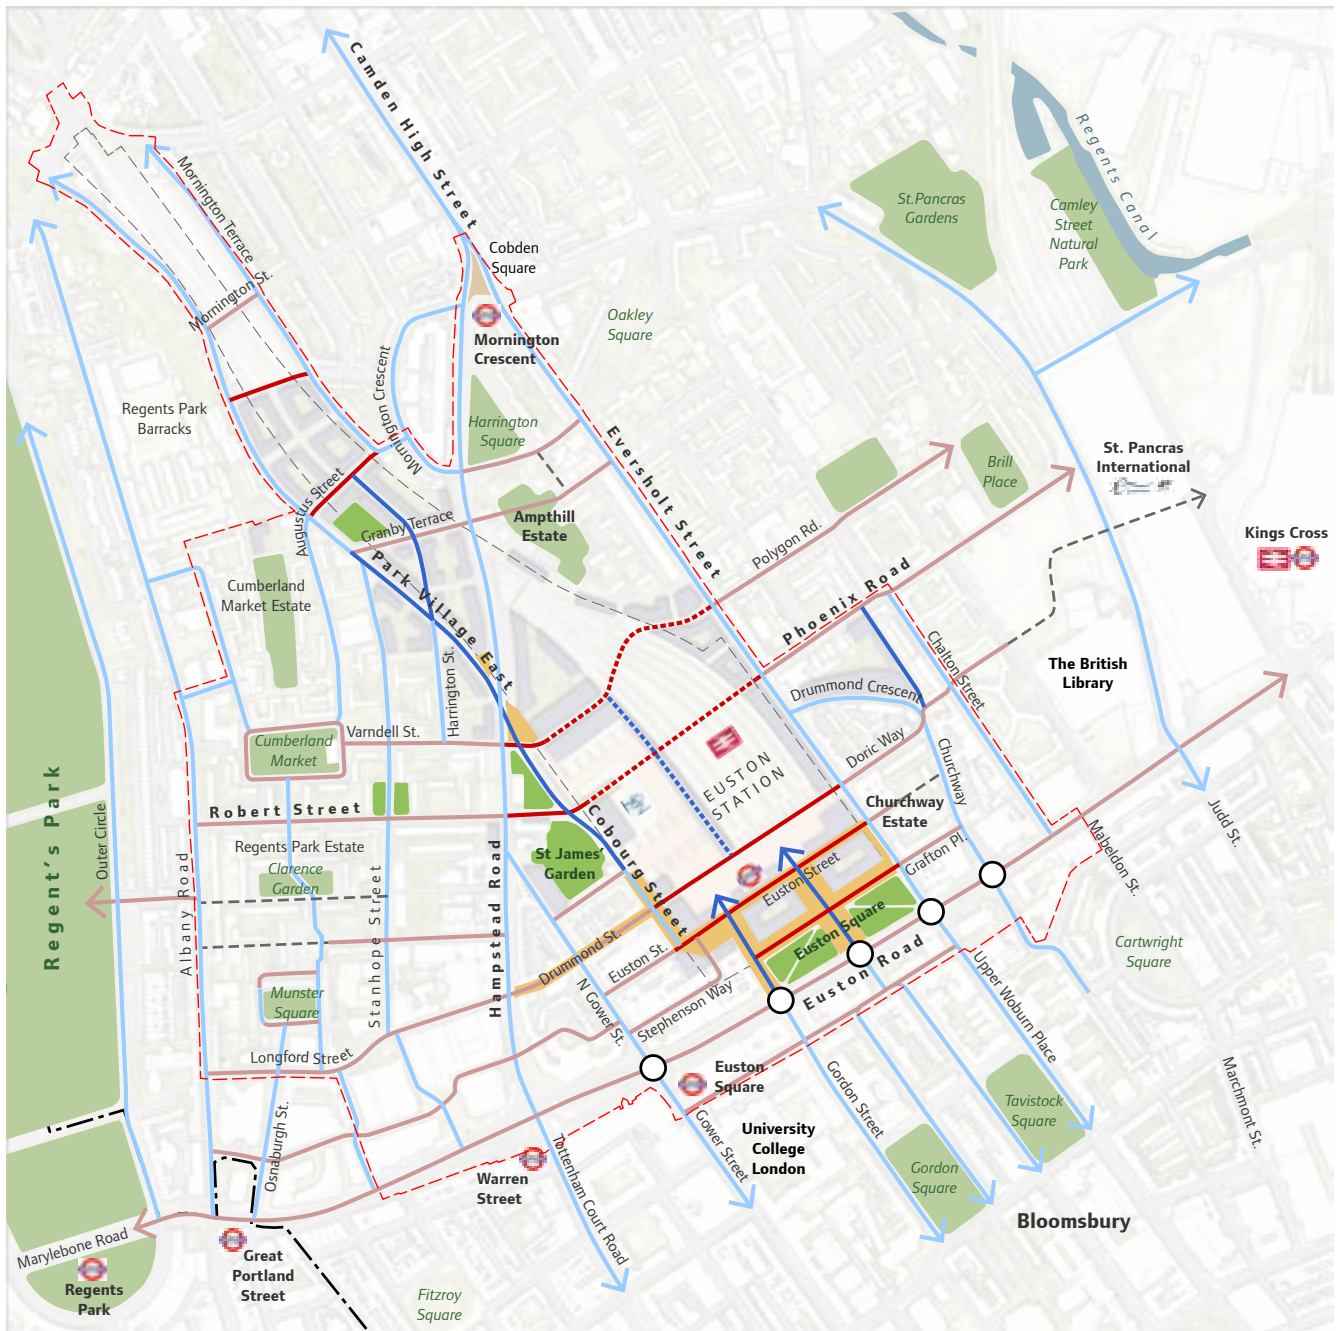 Camden High Street
Regents Canal
Mornington Terrace
St.Pancras
Gardens
Camley
Street
Natural
Park
Cobden
Square
Mornington St.
Oakley
Square
Mornington
Crescent
Mornington Crescent
Regents Park
Barracks
Harrington
Square
Eversholt Street
St. Pancras
International
Brill
Place
Augustus Street
Granby Terrace
Ampthill
Estate
Polygon Rd.
Kings Cross
Park Village East
Phoenix Road
Cumberland
Market Estate
Chalton Street
The British
Library
Harrington St.
Drummond Crescent
Varndell St.
Cumberland
Market
Doric Way
EUSTON
STATION
Churchway
Regent's Park
Outer Circle
Robert Street
Cobourg Street
Churchway
Estate
Judd St.
Mabeldon St.
Regents Park Estate
Clarence
Garden
St James'
Garden
Grafton Pl.
Euston Street
Albany Road
Stanhope Street
Hampstead Road
Euston Square
Drummond St.
Euston St.
Euston Road
Cartwright
Square
Munster
Square
N Gower St.
Stephenson Way
Upper Woburn Place
Longford Street
Euston
Square
Gordon Street
Marchmont St.
Osnaburgh St.
Gower Street
Tavistock
Square
University
College
London
Tottenham Court Road
Warren
Street
Gordon
Square
Bloomsbury
Marylebone Road
Great
Portland
Street
Regents
Park
Fitzroy
Square